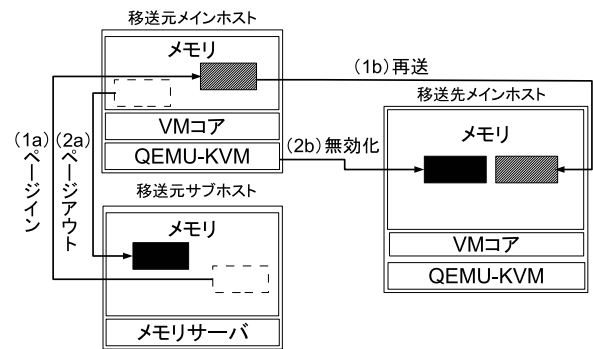 移送元メインホスト
メモリ
VMコア
QEMU-KVM
(1a)ページイン
(2a)ページアウト
(1b)再送
(2b)無効化
移送先メインホスト
メモリ
VMコア
QEMU-KVM
移送元サブホスト
メモリ
メモリサーバ